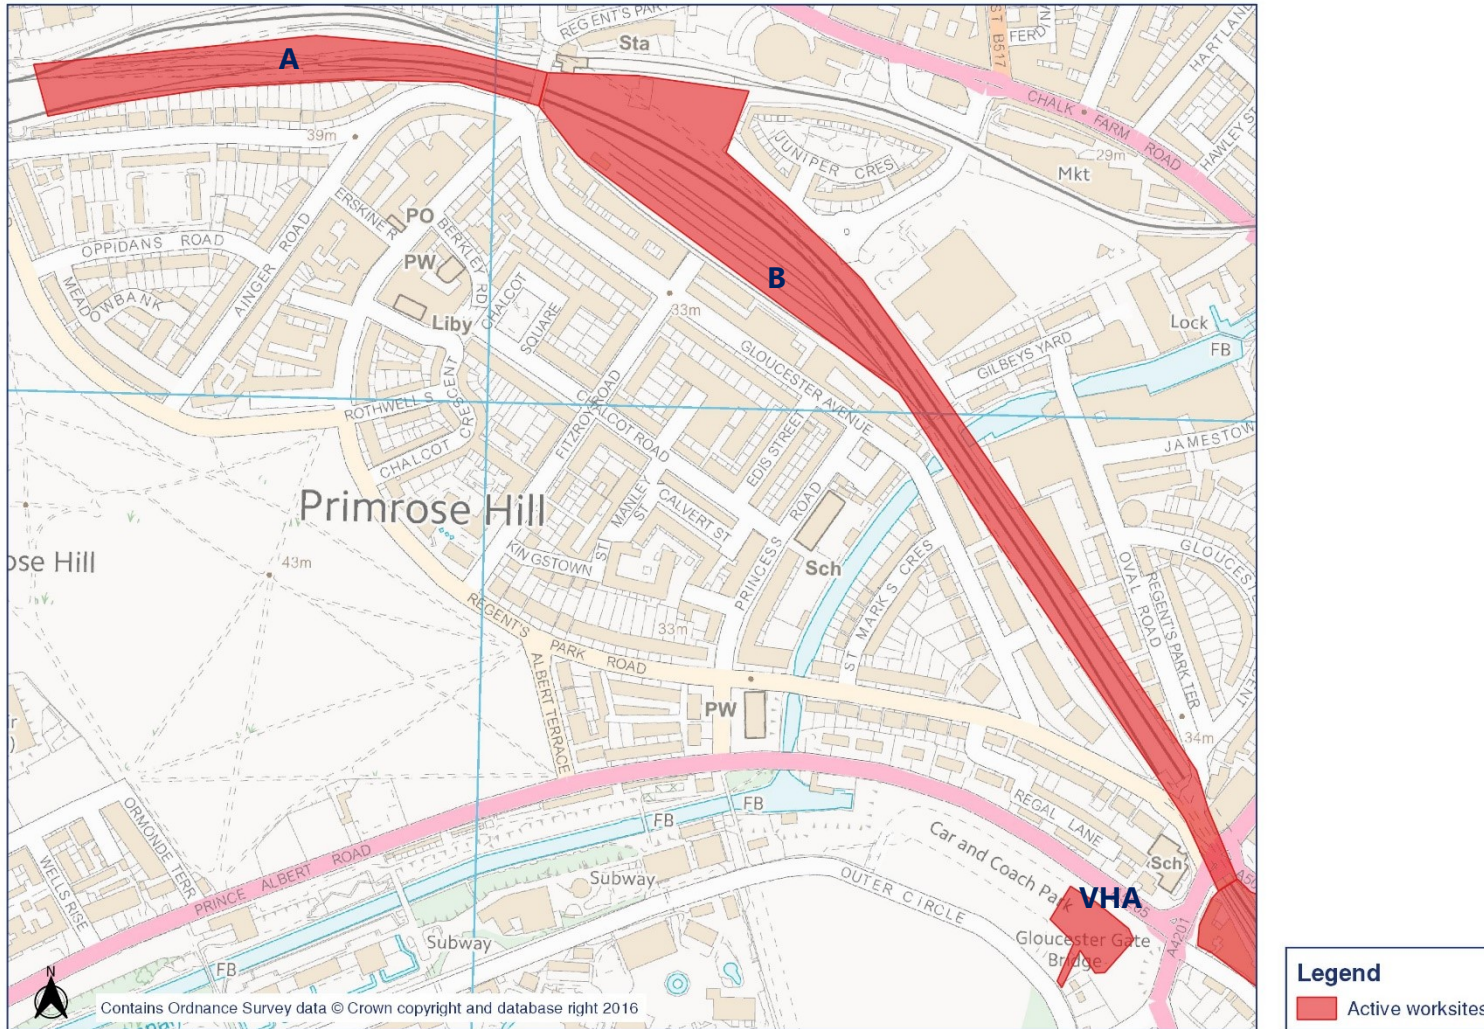 REGENT'S PAR
Sta
A
ST B517
FERD
HARTLAN
CHALK FARM ROAD
HAWLEY ST
39m
JUNIPER CRES
29m
Mkt
ERSKINE R
PO
BERKLEY RD
PW
OPPIDANS ROAD
AINGER ROAD
MEAD
OWBANK
CHALCOT
SQUARE
Liby
33m
B
Lock
FB
GILBEYS YARD
GLOUCESTER AVENUE
ROTHWELL S
CHALCOT CRESCENT
FITZROY ROAD
CHALCOT ROAD
EDIS STREET
JAMESTOW
Primrose Hill
MANLEY
ST
CALVERT ST
PRINCESS ROAD
Sch
KINGSTOWN ST
ose Hill
43m
ST MARK'S CRES
OVAL ROAD
REGENT'S PARK TER
GLOUCES
REGENT'S PARK ROAD
33m
ALBERT TERRACE
PW
34m
ORMONDE TERR
WELLS RISE
PRINCE ALBERT ROAD
FB
FB
FB
Subway
Subway
OUTER CIRCLE
Car and Coach Park
REGAL LANE
Sch
VHA
Gloucester Gate
Bridge
A4201
N
Contains Ordnance Survey data © Crown copyright and database right 2016
Legend
Active worksites